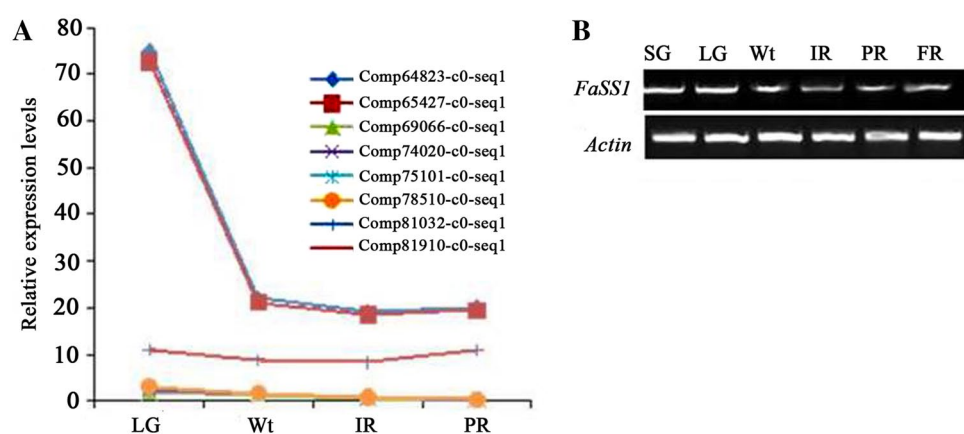 A
Relative expression levels
80
70
60
50
40
30
20
10
0
LG Wt IR PR
Comp64823-c0-seq1
Comp65427-c0-seq1
Comp69066-c0-seq1
Comp74020-c0-seq1
Comp75101-c0-seq1
Comp78510-c0-seq1
Comp81032-c0-seq1
Comp81910-c0-seq1
B
SG LG Wt IR PR FR
FaSS1
Actin